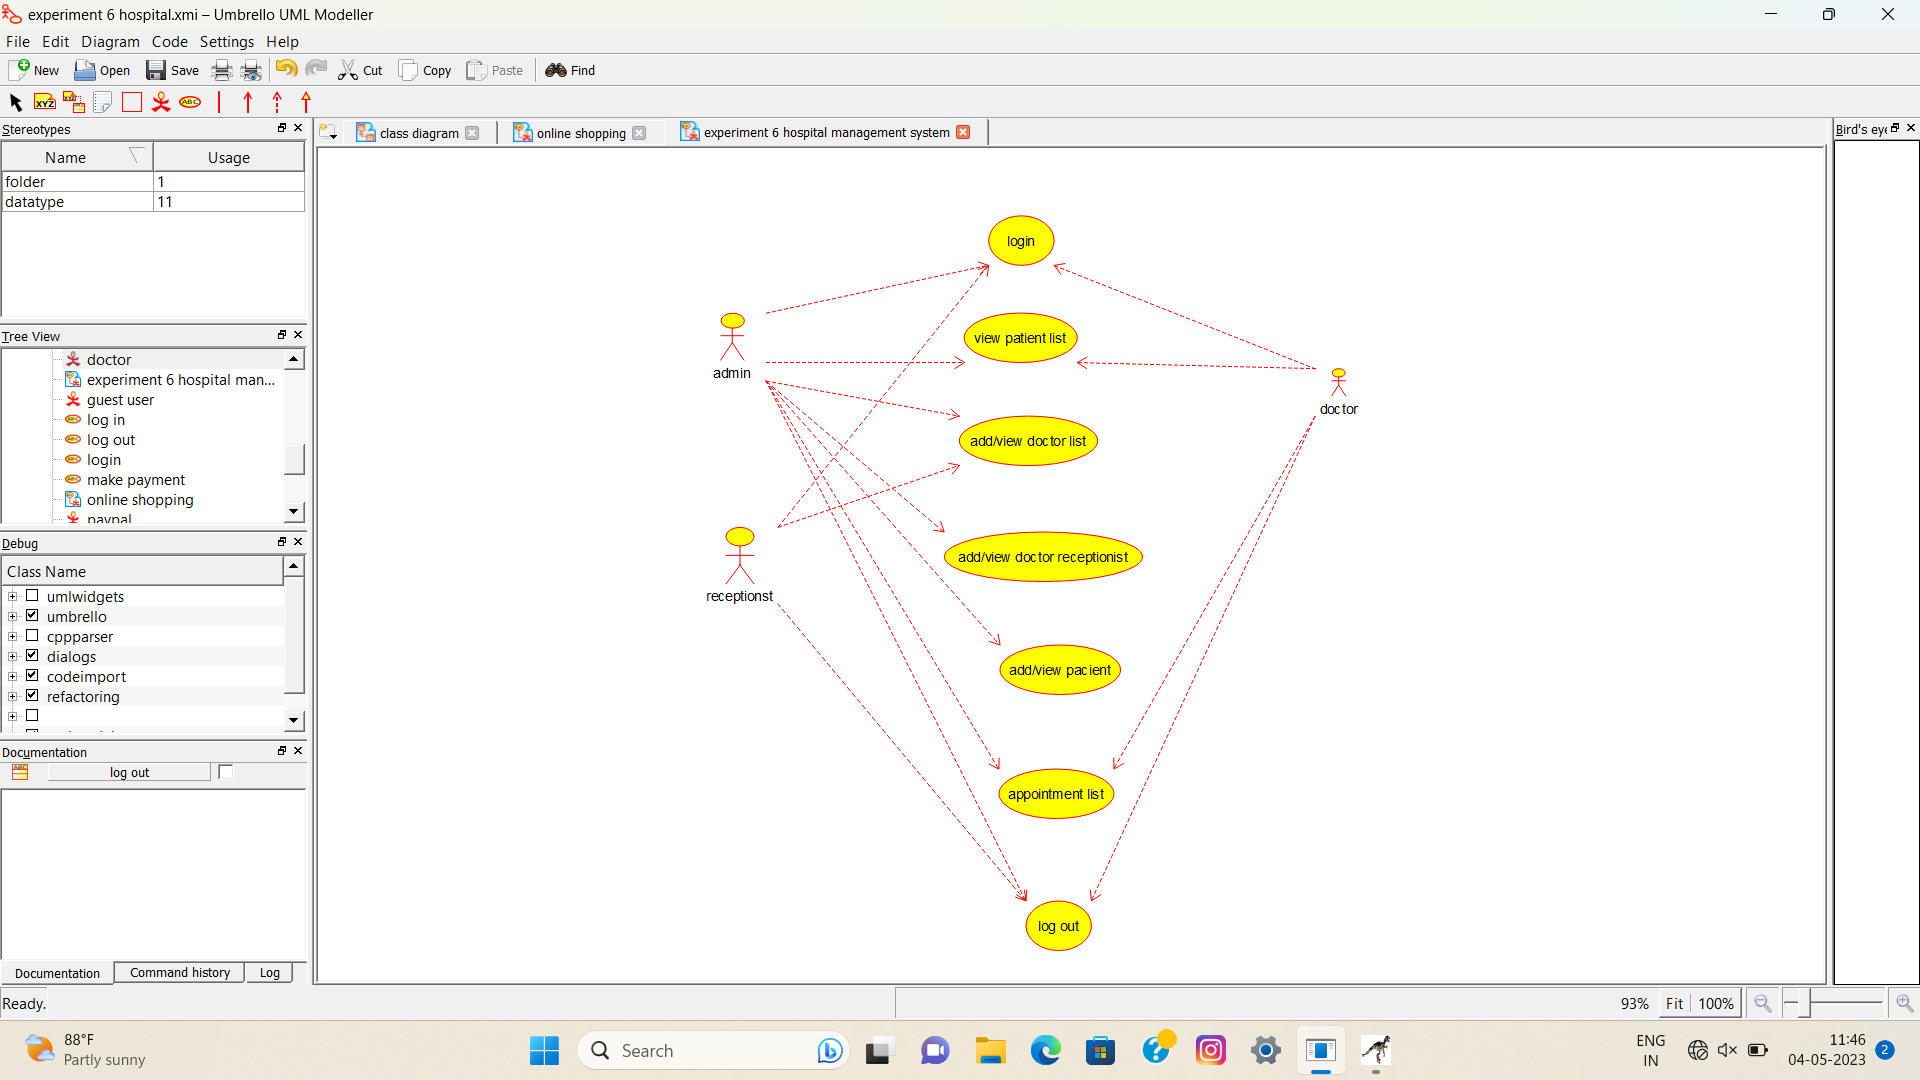 experiment 6 hospital.xmi – Umbrello UML Modeller
File Edit Diagram Code Settings Help
New Open Save Cut Copy Paste Find
XYZ XYZ ABC
Stereotypes
Name Usage
folder 1
datatype 11
Tree View
doctor
experiment 6 hospital man...
guest user
log in
log out
login
make payment
online shopping
paypal
Debug
Class Name
umlwidgets
umbrello
cppparser
dialogs
codeimport
refactoring
Documentation
log out
Documentation Command history Log
Ready.
class diagram online shopping experiment 6 hospital management system
Bird's eye
login
view patient list
admin
doctor
add/view doctor list
add/view doctor receptionist
receptionst
add/view pacient
appointment list
log out
93% Fit 100%
88°F
Partly sunny
Search
ENG
IN
11:46
04-05-2023
2